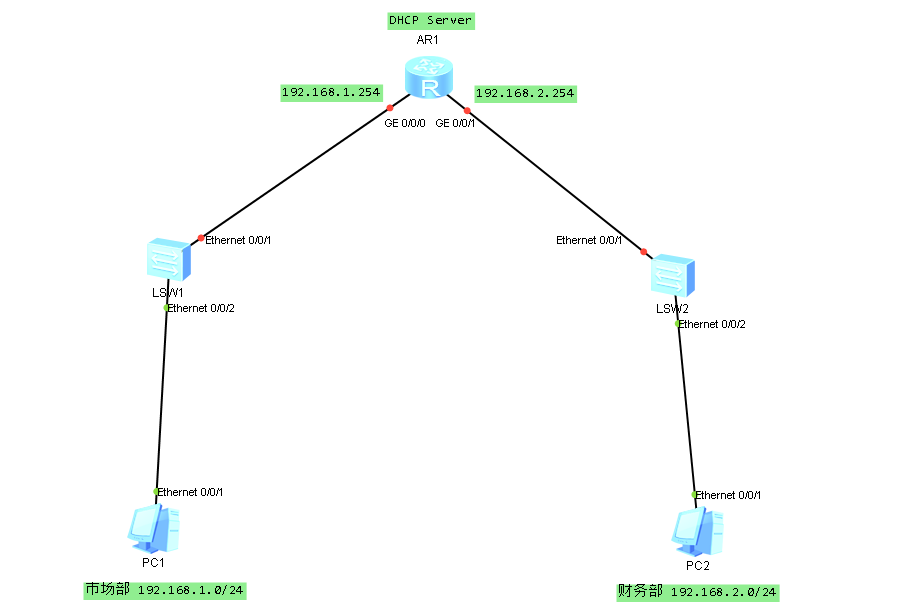 DHCP Server
AR1
R
192.168.1.254
192.168.2.254
GE 0/0/0
GE 0/0/1
Ethernet 0/0/1
Ethernet 0/0/1
LSW1
Ethernet 0/0/2
LSW2
Ethernet 0/0/2
Ethernet 0/0/1
Ethernet 0/0/1
PC1
PC2
市场部 192.168.1.0/24
财务部 192.168.2.0/24